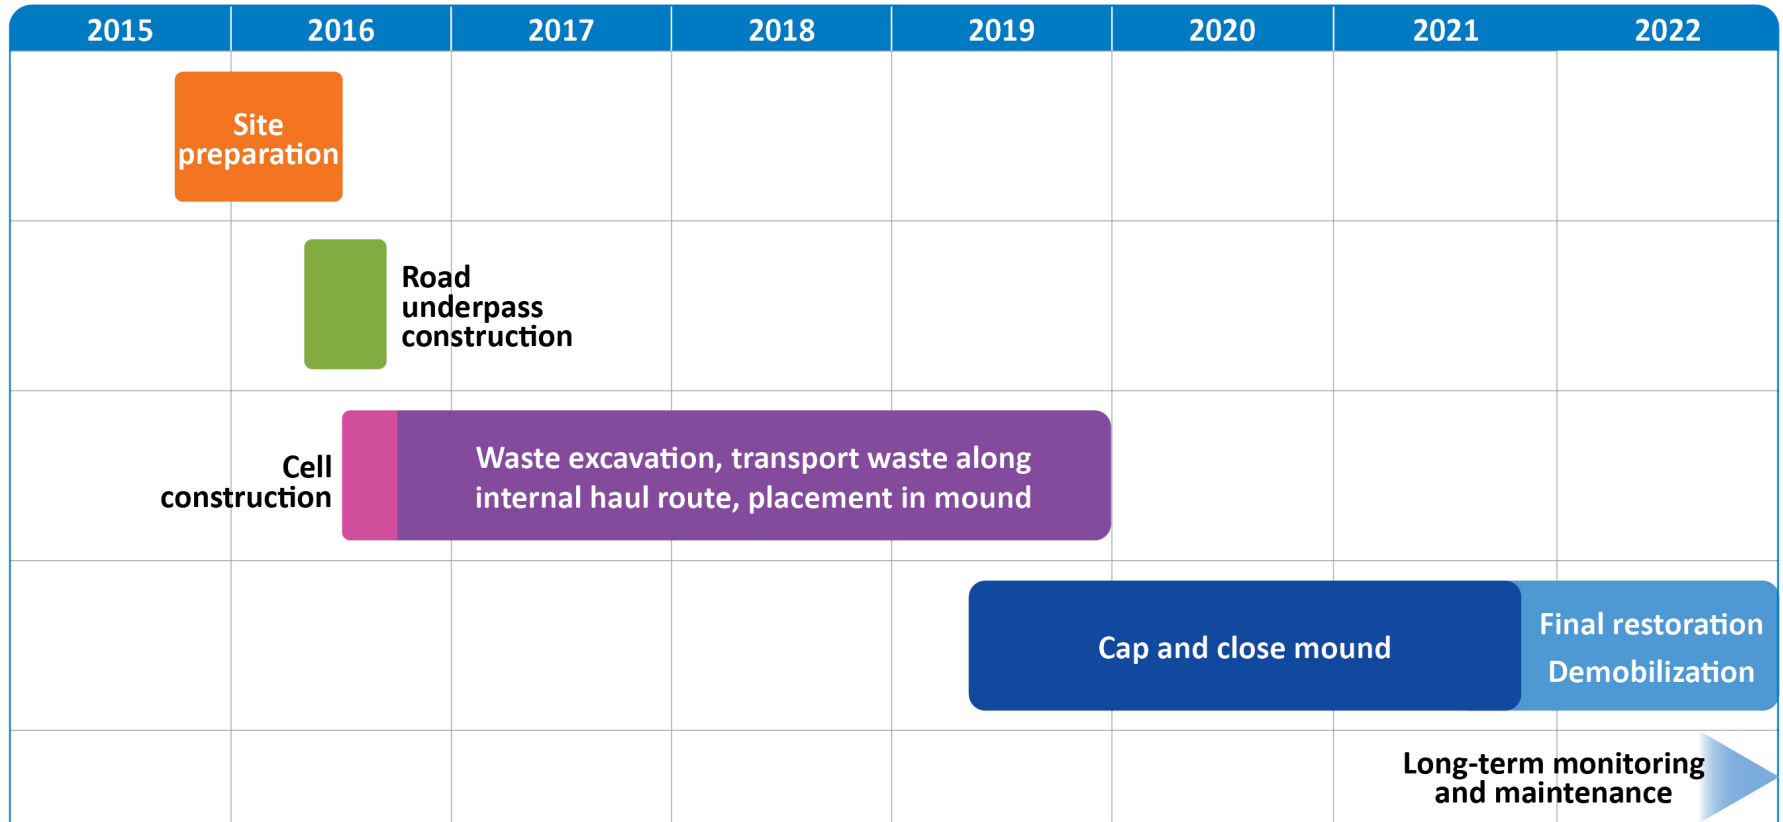 2015 2016 2017 2018 2019 2020 2021 2022
Site
preparation
Road
underpass
construction
Cell
construction
Waste excavation, transport waste along
internal haul route, placement in mound
Cap and close mound
Final restoration
Demobilization
Long-term monitoring
and maintenance